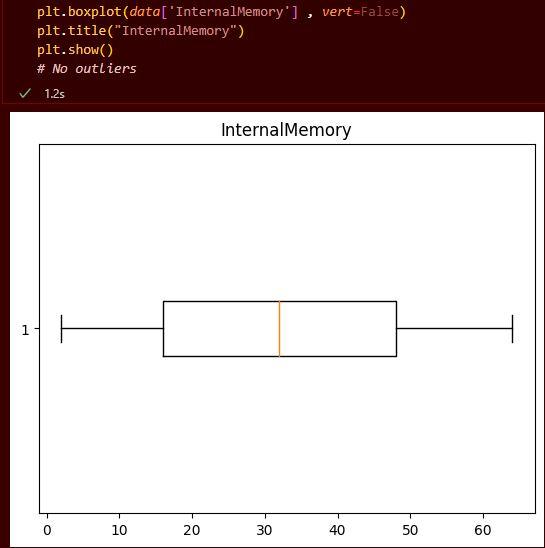 plt.boxplot(data['InternalMemory'] , vert=False)
plt.title("InternalMemory")
plt.show()
# No outliers
1.2s
InternalMemory
1
0 10 20 30 40 50 60